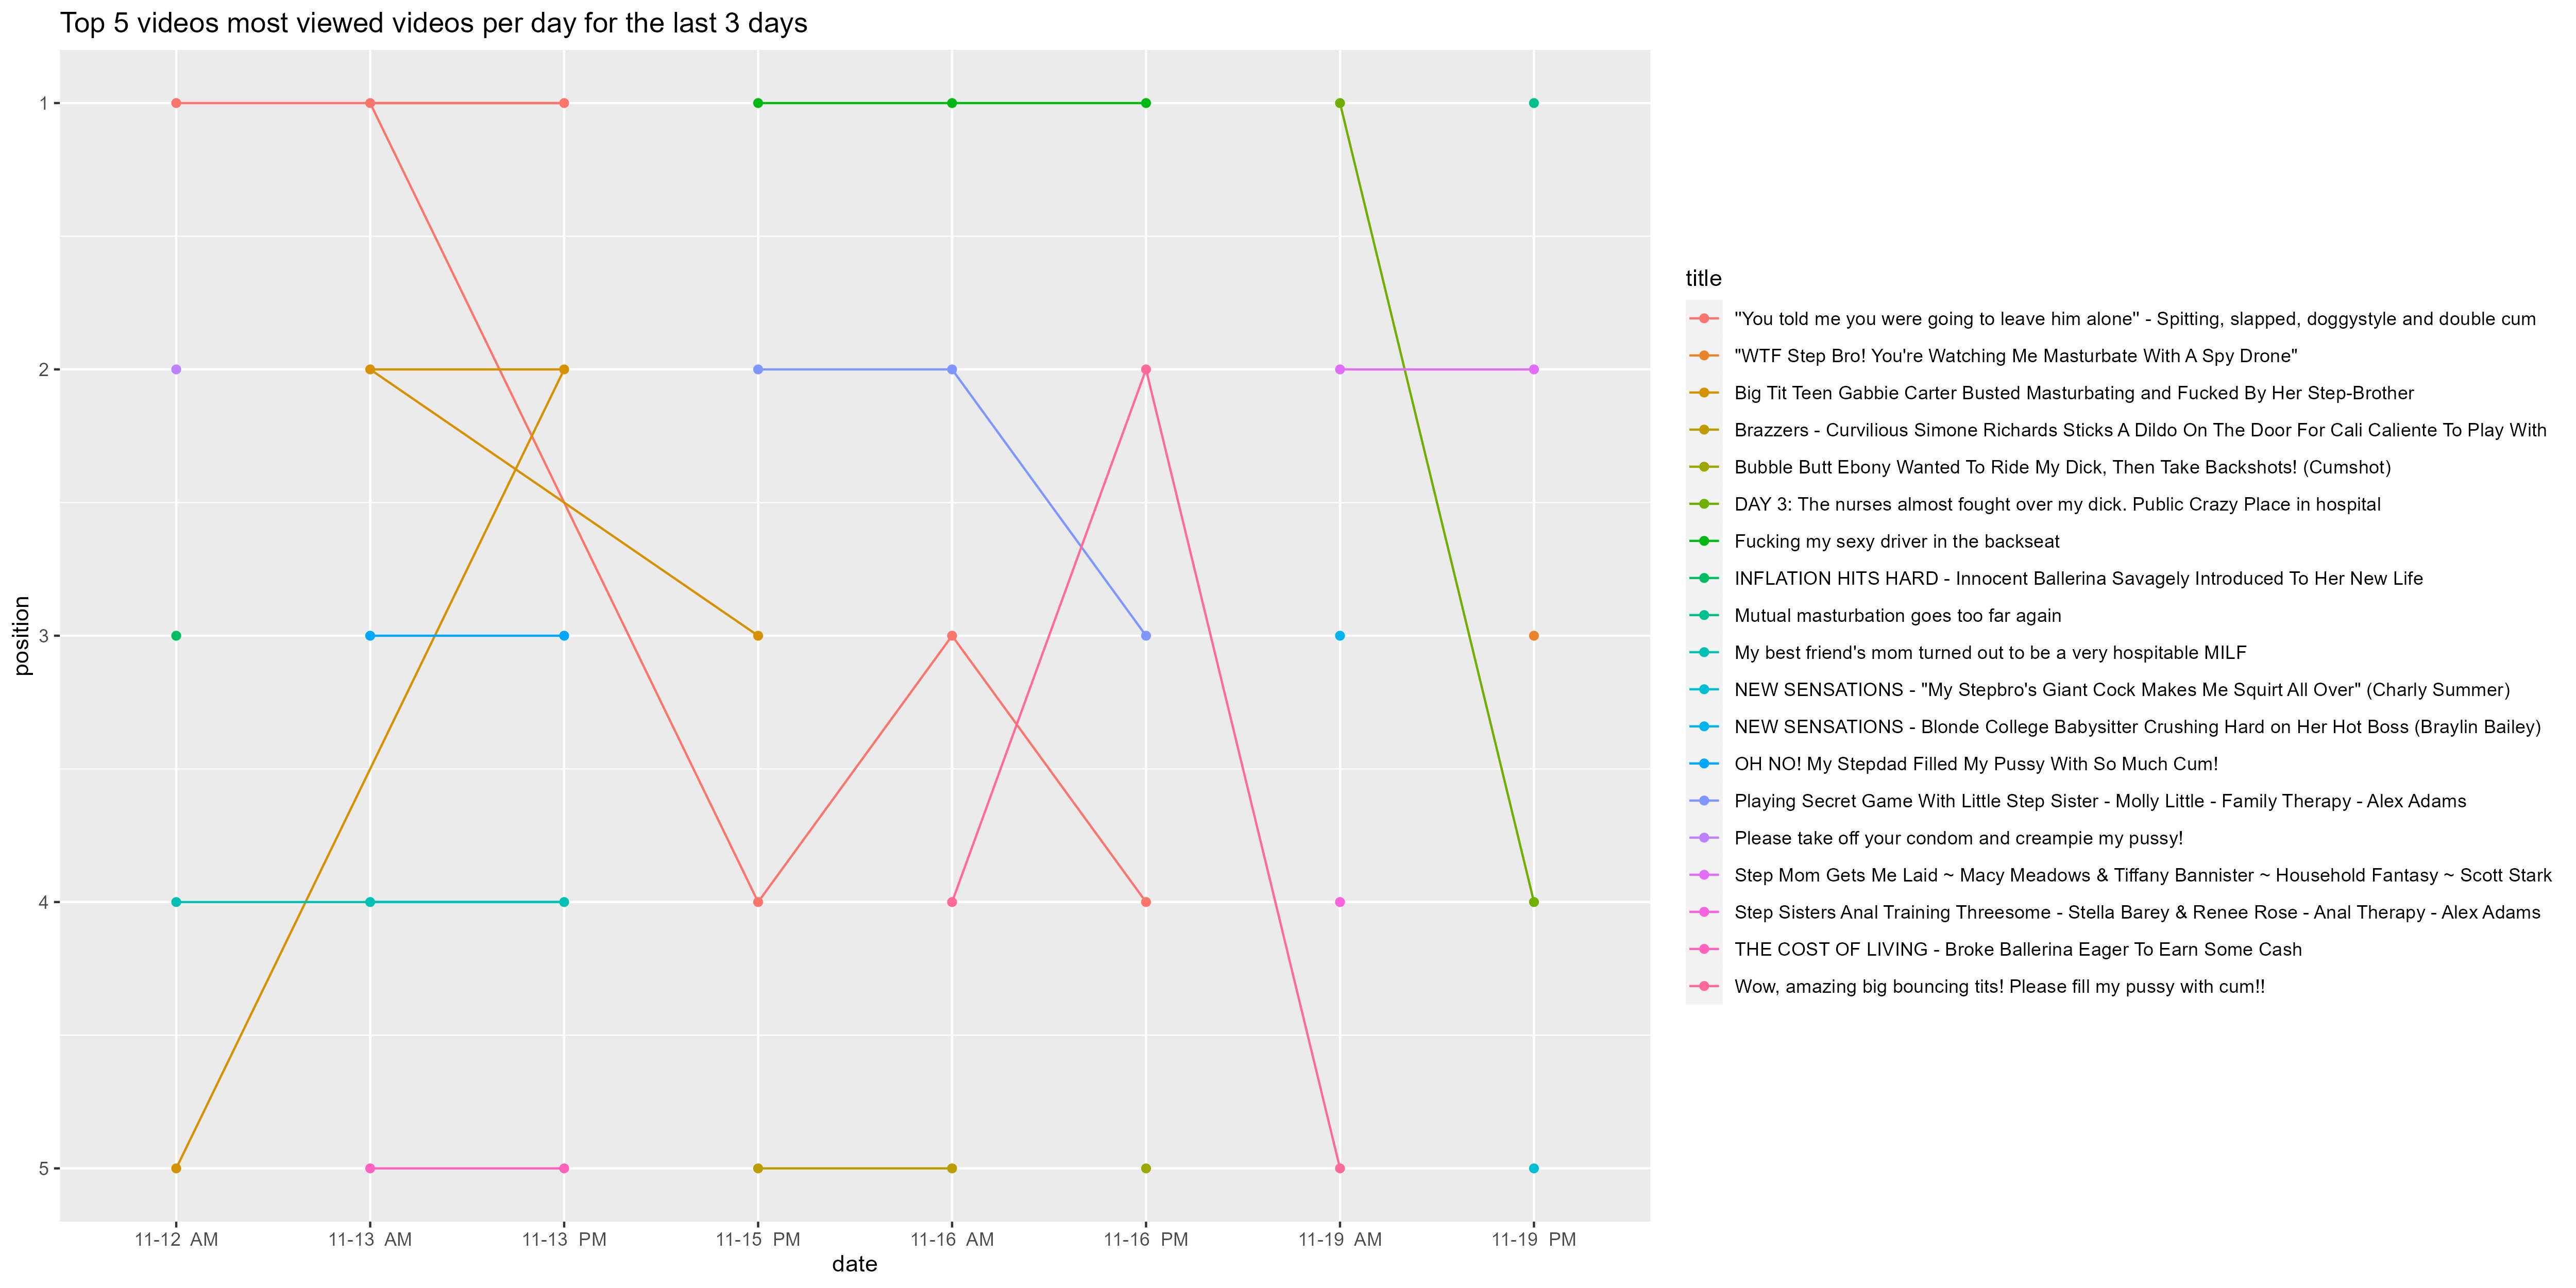 Top 5 videos most viewed videos per day for the last 3 days
position
1
2
3
4
5
11-12 AM
11-13 AM
11-13 PM
11-15 PM
11-16 AM
11-16 PM
11-19 AM
11-19 PM
date
title
"You told me you were going to leave him alone" - Spitting, slapped, doggystyle and double cum
"WTF Step Bro! You're Watching Me Masturbate With A Spy Drone"
Big Tit Teen Gabbie Carter Busted Masturbating and Fucked By Her Step-Brother
Brazzers - Curvilious Simone Richards Sticks A Dildo On The Door For Cali Caliente To Play With
Bubble Butt Ebony Wanted To Ride My Dick, Then Take Backshots! (Cumshot)
DAY 3: The nurses almost fought over my dick. Public Crazy Place in hospital
Fucking my sexy driver in the backseat
INFLATION HITS HARD - Innocent Ballerina Savagely Introduced To Her New Life
Mutual masturbation goes too far again
My best friend's mom turned out to be a very hospitable MILF
NEW SENSATIONS - "My Stepbro's Giant Cock Makes Me Squirt All Over" (Charly Summer)
NEW SENSATIONS - Blonde College Babysitter Crushing Hard on Her Hot Boss (Braylin Bailey)
OH NO! My Stepdad Filled My Pussy With So Much Cum!
Playing Secret Game With Little Step Sister - Molly Little - Family Therapy - Alex Adams
Please take off your condom and creampie my pussy!
Step Mom Gets Me Laid ~ Macy Meadows & Tiffany Bannister ~ Household Fantasy ~ Scott Stark
Step Sisters Anal Training Threesome - Stella Barey & Renee Rose - Anal Therapy - Alex Adams
THE COST OF LIVING - Broke Ballerina Eager To Earn Some Cash
Wow, amazing big bouncing tits! Please fill my pussy with cum!!